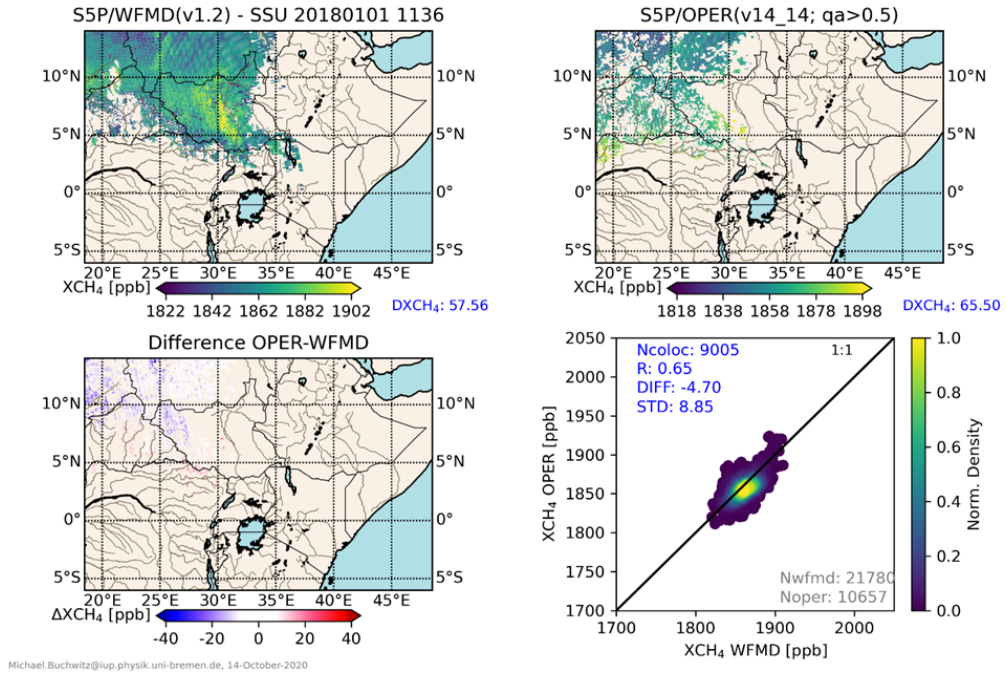 S5P/WFMD(v1.2) - SSU 20180101 1136
10°N
5°N
0°
5°S
10°N
5°N
0°
5°S
20°E 25°E 30°E 35°E 40°E 45°E
XCH₄ [ppb]
1822 1842 1862 1882 1902
DXCH₄: 57.56
S5P/OPER(v14_14; qa>0.5)
10°N
5°N
0°
5°S
10°N
5°N
0°
5°S
20°E 25°E 30°E 35°E 40°E 45°E
XCH₄ [ppb]
1818 1838 1858 1878 1898
DXCH₄: 65.50
Difference OPER-WFMD
10°N
5°N
0°
5°S
10°N
5°N
0°
5°S
20°E 25°E 30°E 35°E 40°E 45°E
ΔXCH₄ [ppb]
-40 -20 0 20 40
2050
2000
1950
1900
1850
1800
1750
1700
XCH₄ OPER [ppb]
Ncoloc: 9005
R: 0.65
DIFF: -4.70
STD: 8.85
1:1
Nwfmd: 21780
Noper: 10657
1700 1800 1900 2000
XCH₄ WFMD [ppb]
1.0
0.8
0.6
0.4
0.2
0.0
Norm. Density
Michael.Buchwitz@iup.physik.uni-bremen.de, 14-October-2020